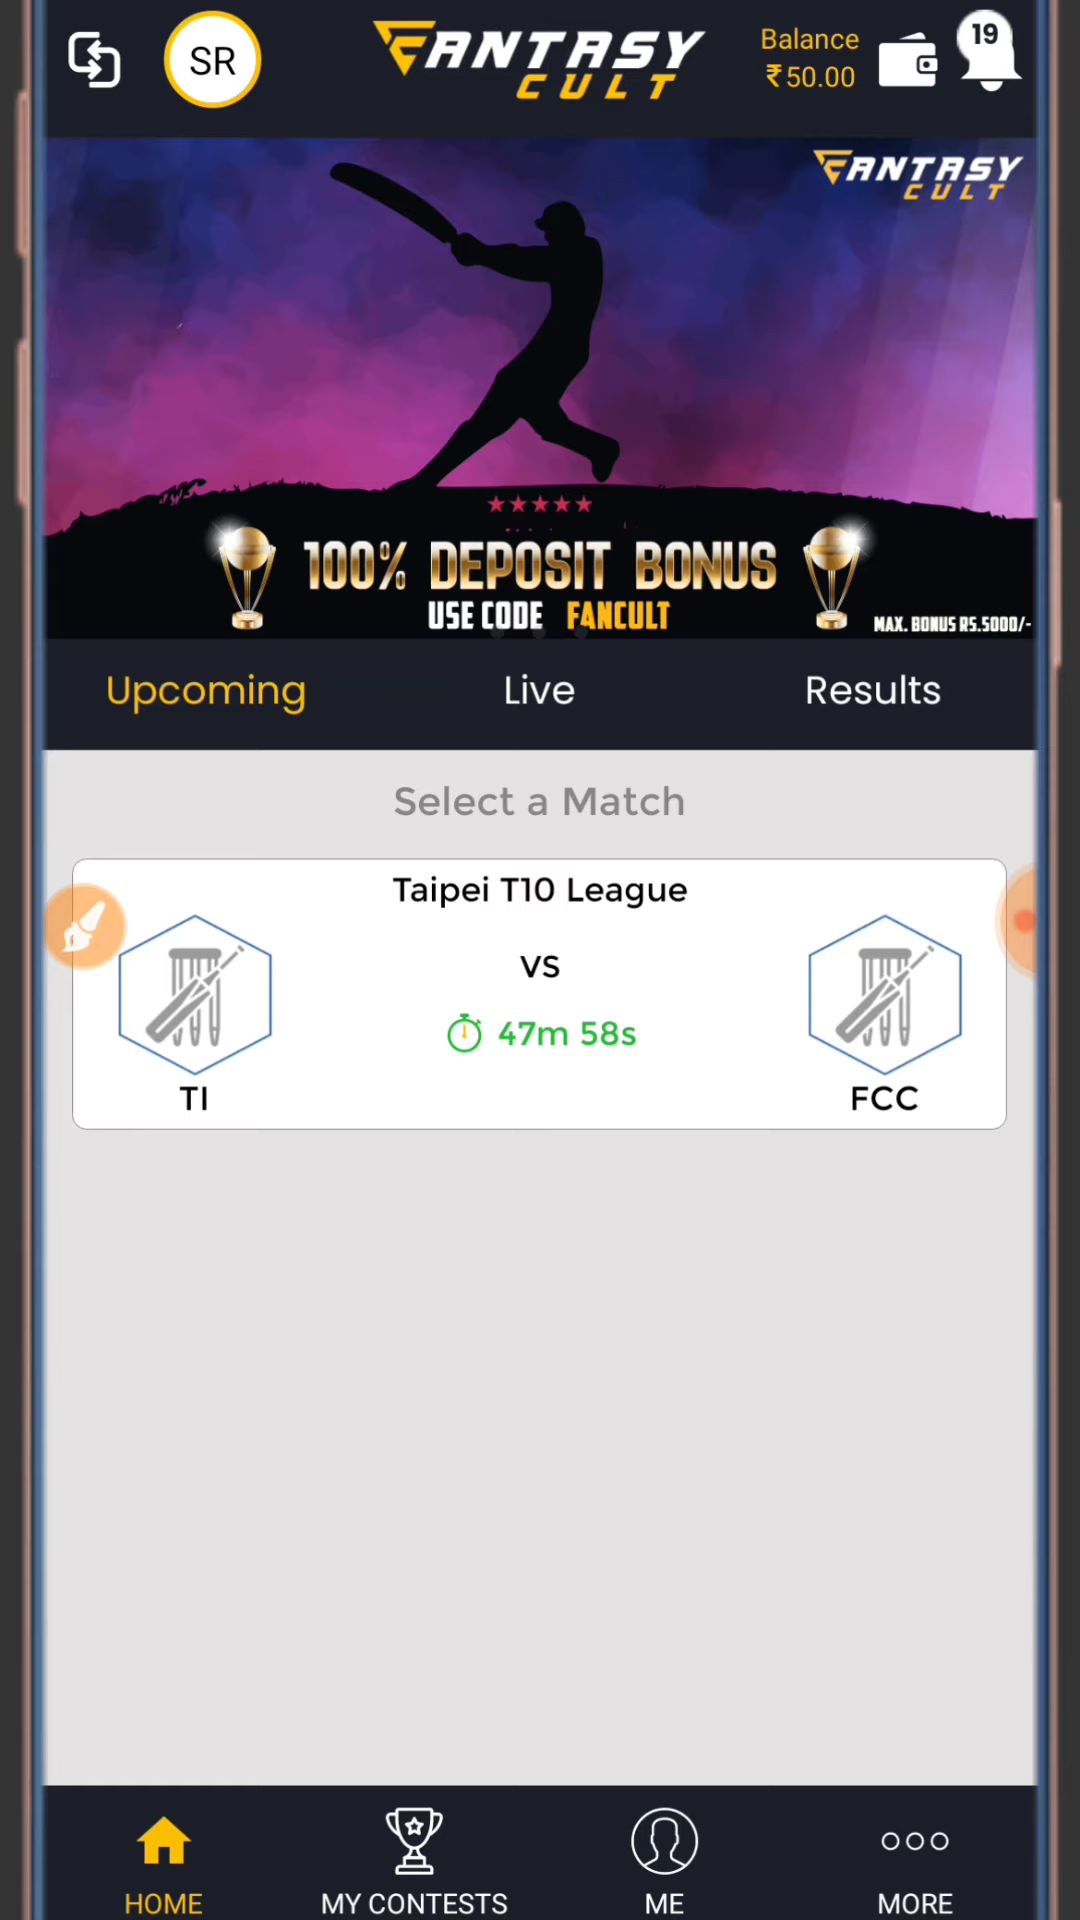 SR
FANTASY
CULT
Balance
₹50.00
19
FANTASY
CULT
100% DEPOSIT BONUS
USE CODE FANCULT
MAX. BONUS RS.5000/-
Upcoming
Live
Results
Select a Match
Taipei T10 League
VS
47m 58s
TI
FCC
HOME
MY CONTESTS
ME
MORE